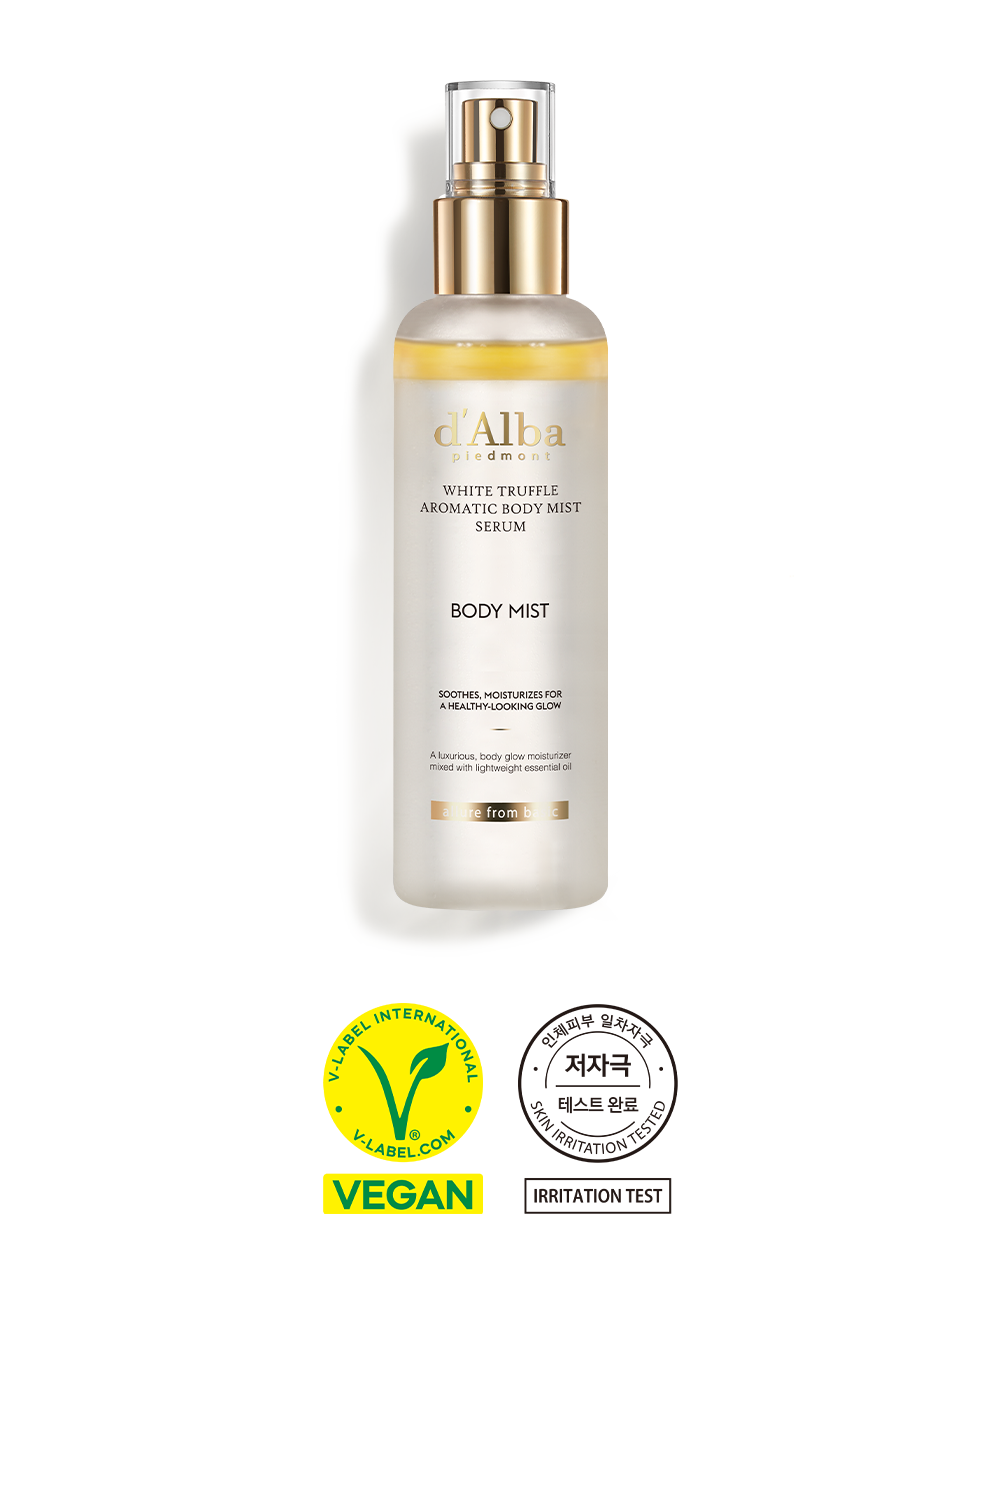 d'Alba
piedmont
WHITE TRUFFLE
AROMATIC BODY MIST
SERUM
BODY MIST
SOOTHES, MOISTURIZES FOR
A HEALTHY-LOOKING GLOW
A luxurious, body glow moisturizer
mixed with lightweight essential oil
from
V-LABEL INTERNATIONAL
V-LABEL.COM
®
VEGAN
인체피부 일차자극
저자극
테스트 완료
SKIN IRRITATION TESTED
IRRITATION TEST